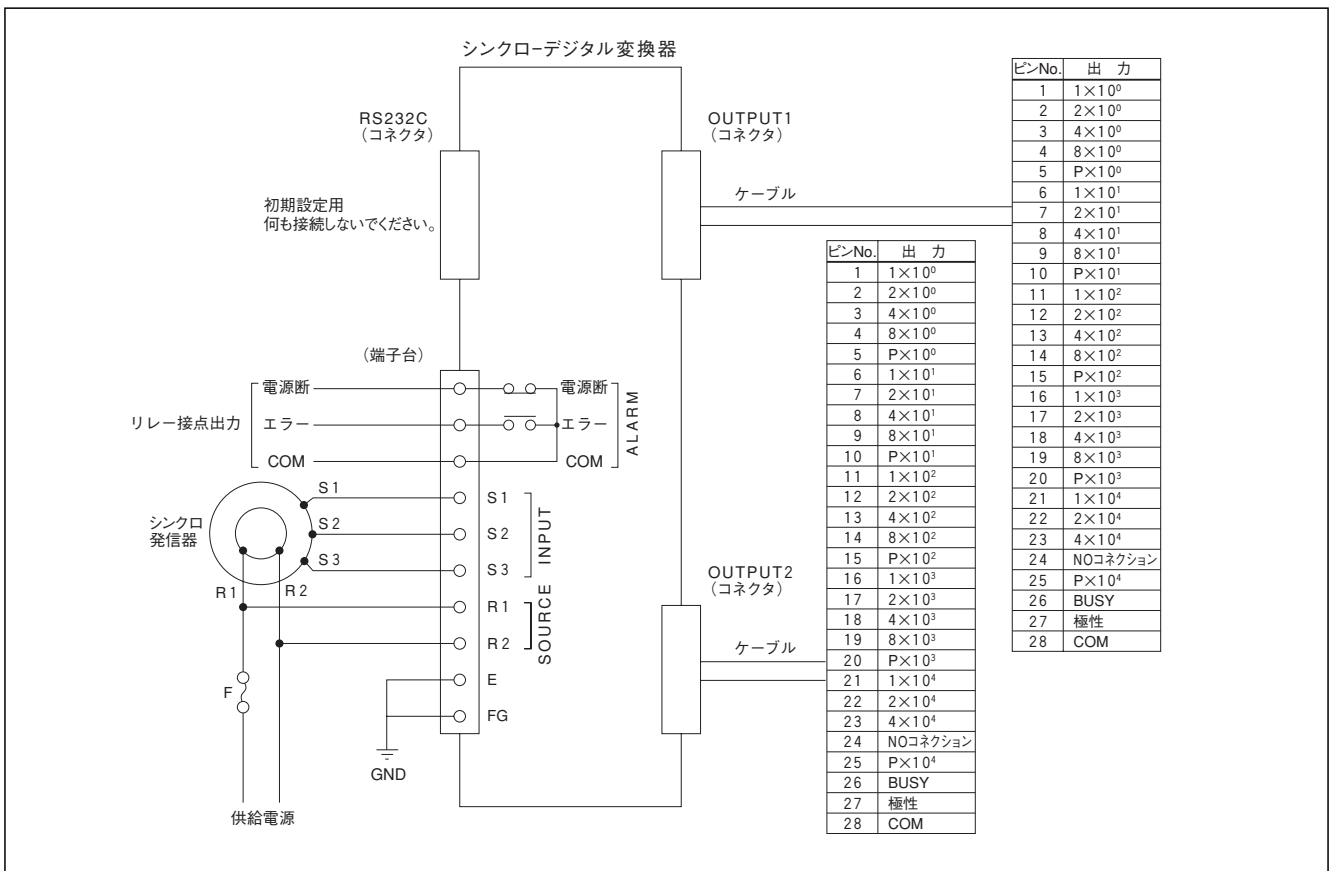 シンクロ−デジタル変換器
RS232C
(コネクタ)
初期設定用
何も接続しないでください。
OUTPUT1
(コネクタ)
ケーブル
(端子台)
リレー接点出力
電源断
エラー
COM
電源断
エラー
COM
ALARM
シンクロ
発信器
S1
S2
S3
R1
R2
S1
S2
S3
INPUT
R1
R2
SOURCE
E
FG
F
GND
供給電源
OUTPUT2
(コネクタ)
ケーブル
ピンNo. 出 力
1 1×10⁰
2 2×10⁰
3 4×10⁰
4 8×10⁰
5 P×10⁰
6 1×10¹
7 2×10¹
8 4×10¹
9 8×10¹
10 P×10¹
11 1×10²
12 2×10²
13 4×10²
14 8×10²
15 P×10²
16 1×10³
17 2×10³
18 4×10³
19 8×10³
20 P×10³
21 1×10⁴
22 2×10⁴
23 4×10⁴
24 NOコネクション
25 P×10⁴
26 BUSY
27 極性
28 COM
ピンNo. 出 力
1 1×10⁰
2 2×10⁰
3 4×10⁰
4 8×10⁰
5 P×10⁰
6 1×10¹
7 2×10¹
8 4×10¹
9 8×10¹
10 P×10¹
11 1×10²
12 2×10²
13 4×10²
14 8×10²
15 P×10²
16 1×10³
17 2×10³
18 4×10³
19 8×10³
20 P×10³
21 1×10⁴
22 2×10⁴
23 4×10⁴
24 NOコネクション
25 P×10⁴
26 BUSY
27 極性
28 COM